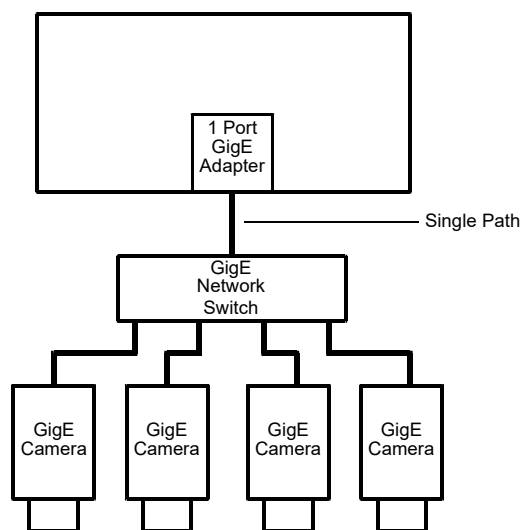 1 Port
GigE
Adapter
Single Path
GigE
Network
Switch
GigE
Camera
GigE
Camera
GigE
Camera
GigE
Camera